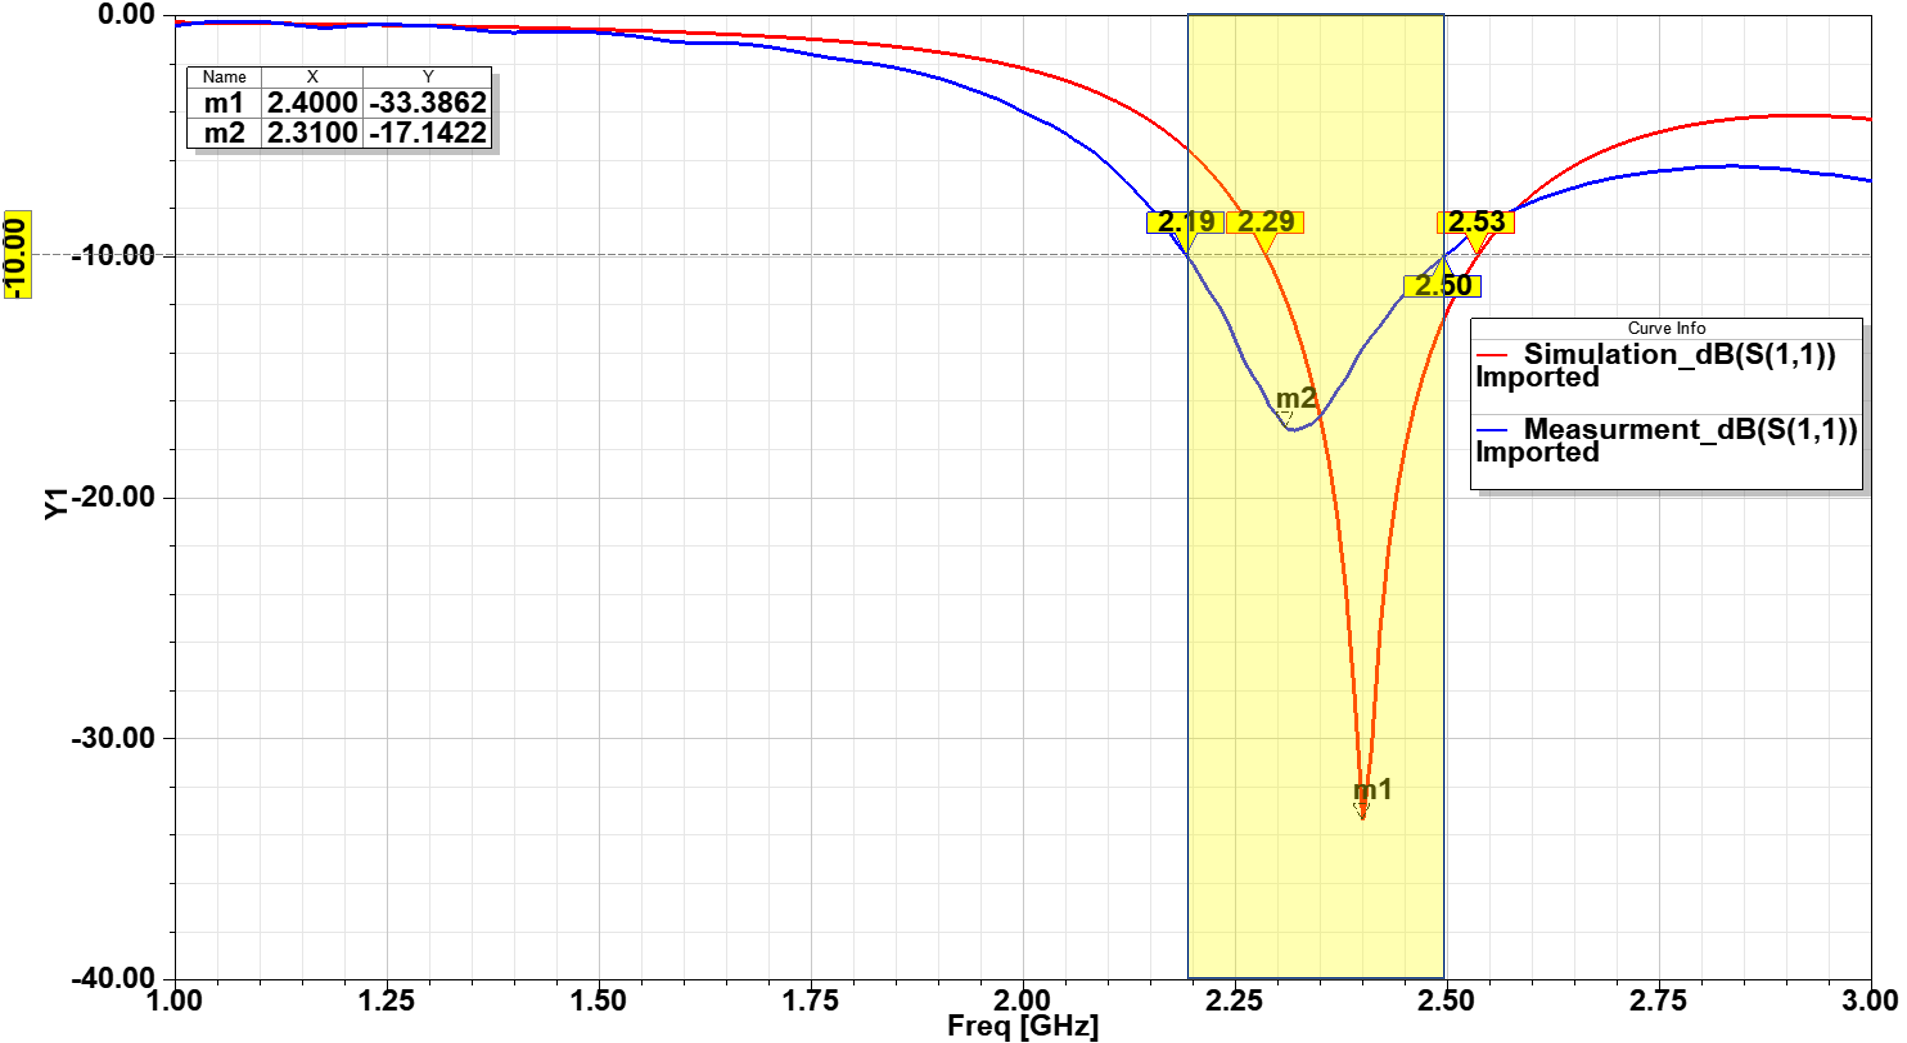 0.00
Name X Y
m1 2.4000 -33.3862
m2 2.3100 -17.1422
2.19 2.29 2.53
-10.00
-10.00
2.50
Curve Info
Simulation_dB(S(1,1))
Imported
m2
Measurment_dB(S(1,1))
Imported
Y1
-20.00
-30.00
m1
-40.00
1.00 1.25 1.50 1.75 2.00 2.25 2.50 2.75 3.00
Freq [GHz]